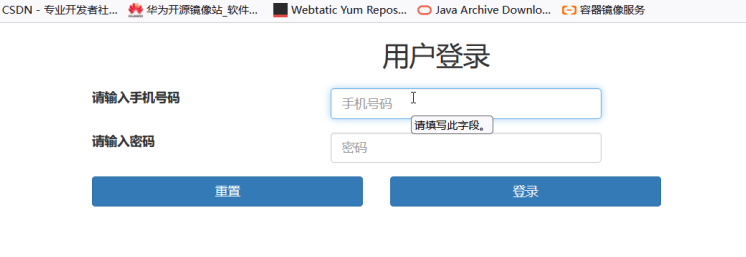 CSDN - 专业开发者社... 华为开源镜像站_软件... Webtatic Yum Repos... Java Archive Downlo... 容器镜像服务
用户登录
请输入手机号码 手机号码
请填写此字段。
请输入密码 密码
重置 登录